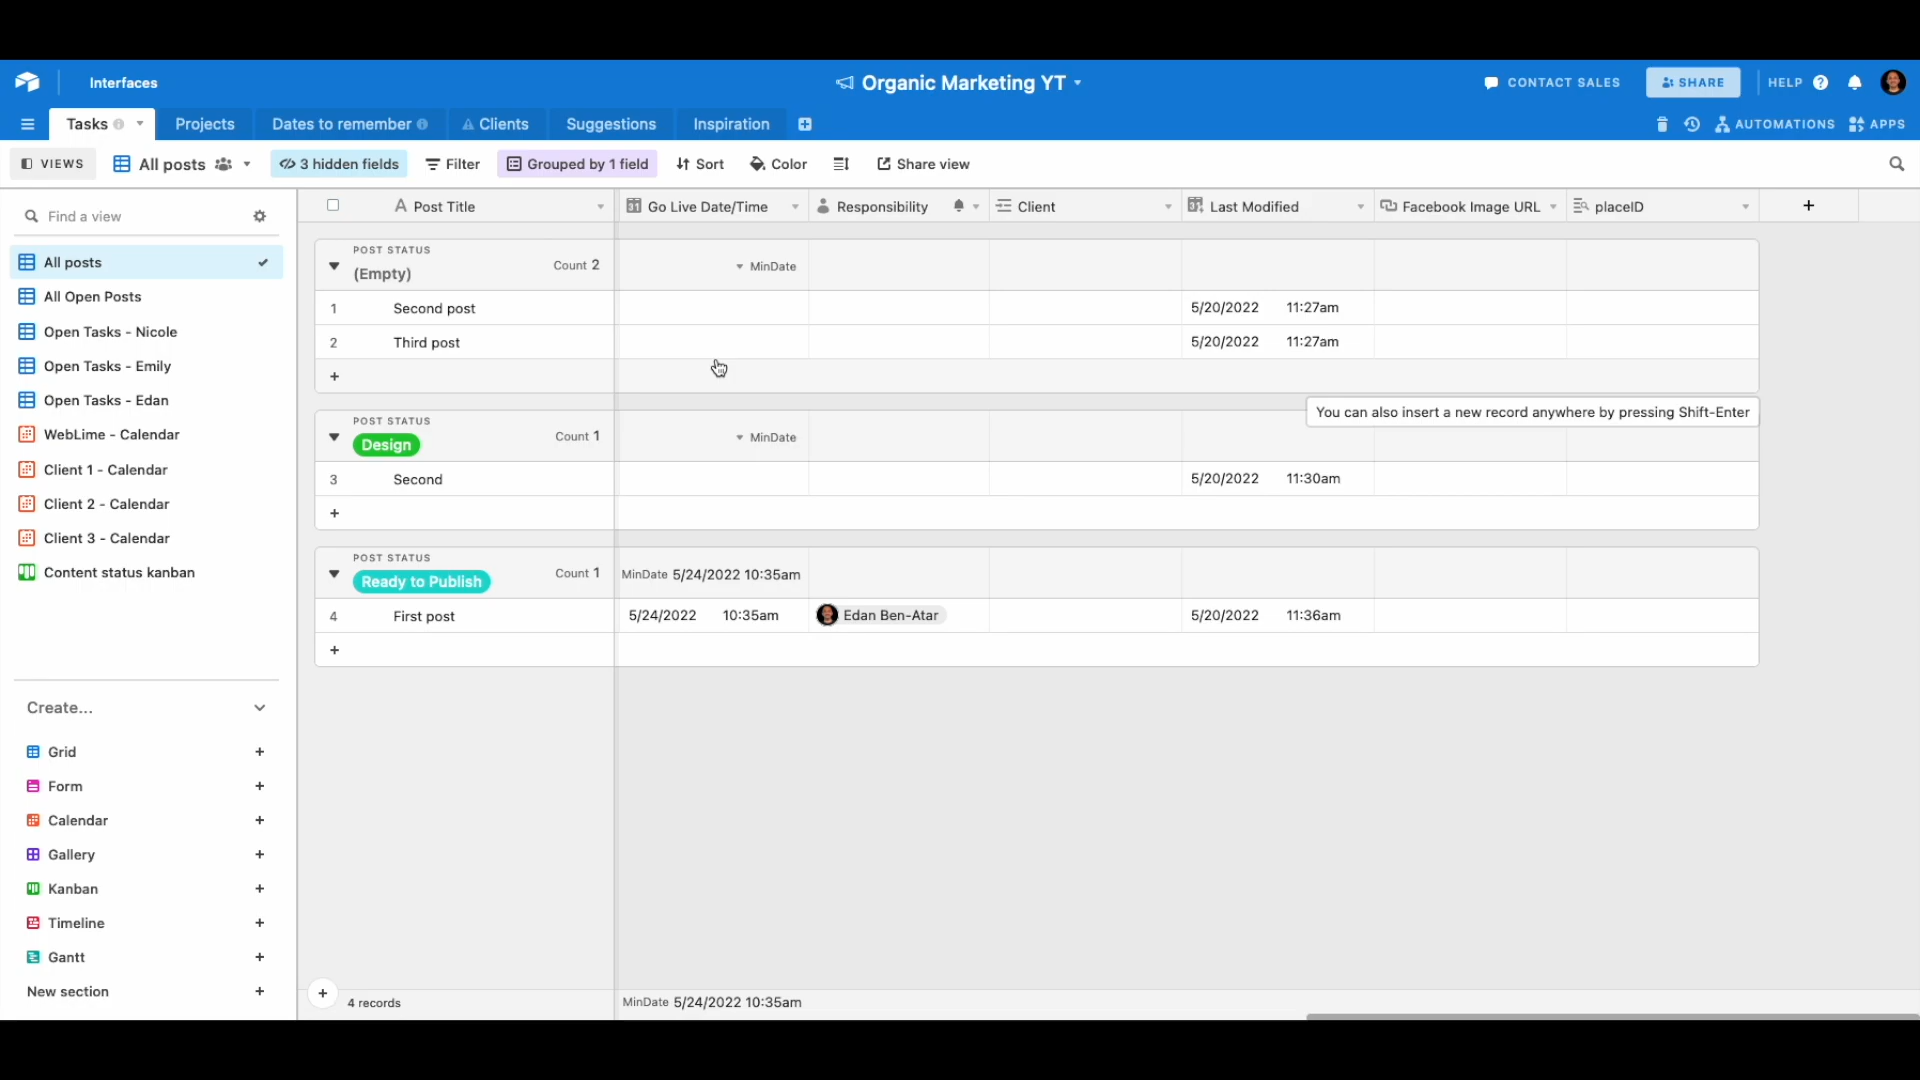 Interfaces
Organic Marketing YT
CONTACT SALES
SHARE
HELP
Tasks
Projects
Dates to remember
Clients
Suggestions
Inspiration
AUTOMATIONS
APPS
VIEWS
All posts
3 hidden fields
Filter
Grouped by 1 field
Sort
Color
Share view
Find a view
All posts
All Open Posts
Open Tasks - Nicole
Open Tasks - Emily
Open Tasks - Edan
WebLime - Calendar
Client 1 - Calendar
Client 2 - Calendar
Client 3 - Calendar
Content status kanban
Create...
Grid
Form
Calendar
Gallery
Kanban
Timeline
Gantt
New section
Post Title
Go Live Date/Time
Responsibility
Client
Last Modified
Facebook Image URL
placeID
POST STATUS
(Empty)
Count 2
MinDate
1 Second post 5/20/2022 11:27am
2 Third post 5/20/2022 11:27am
You can also insert a new record anywhere by pressing Shift-Enter
POST STATUS
Design
Count 1
MinDate
3 Second 5/20/2022 11:30am
POST STATUS
Ready to Publish
Count 1
MinDate 5/24/2022 10:35am
4 First post 5/24/2022 10:35am Edan Ben-Atar 5/20/2022 11:36am
4 records
MinDate 5/24/2022 10:35am